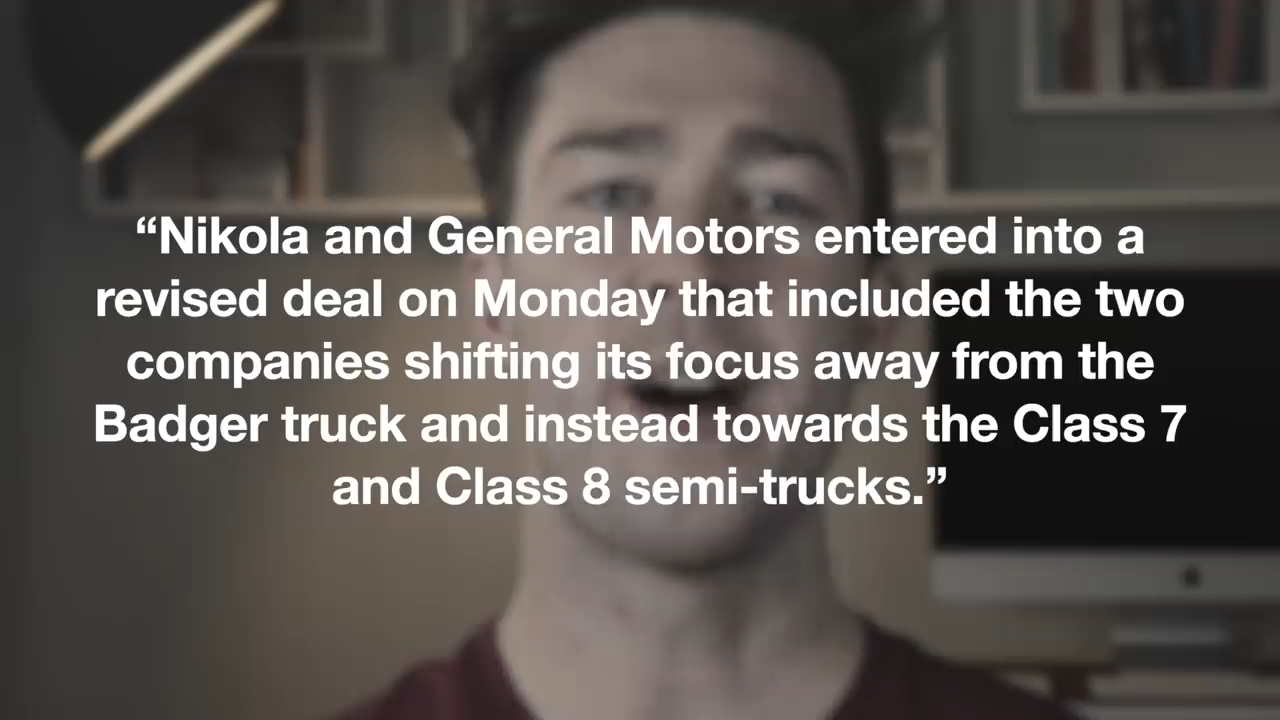 “Nikola and General Motors entered into a
revised deal on Monday that included the two
companies shifting its focus away from the
Badger truck and instead towards the Class 7
and Class 8 semi-trucks.”